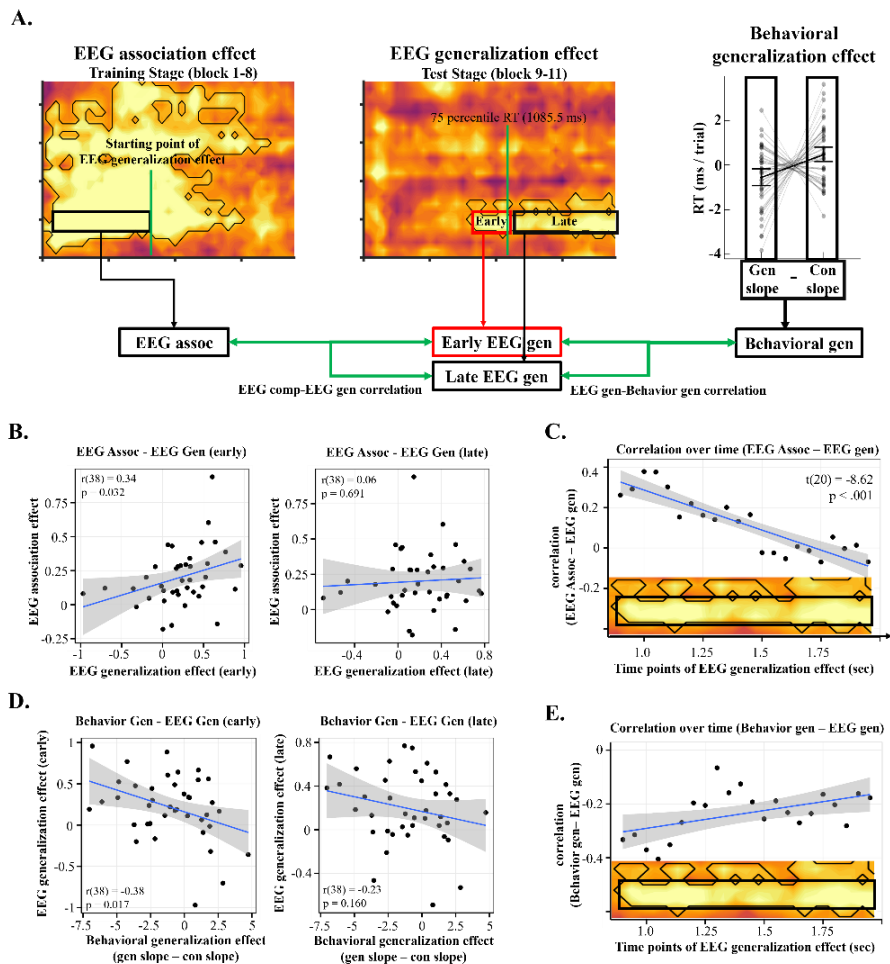 A.
EEG association effect
Training Stage (block 1-8)
Starting point of
EEG generalization effect
EEG generalization effect
Test Stage (block 9-11)
75 percentile RT (1085.5 ms)
Early
Late
Behavioral
generalization effect
RT (ms / trial)
2
0
-2
-4
Gen
slope
-
Con
slope
EEG assoc
Early EEG gen
Late EEG gen
Behavioral gen
EEG comp-EEG gen correlation
EEG gen-Behavior gen correlation
B.
EEG Assoc - EEG Gen (early)
r(38) = 0.34
p = 0.032
EEG association effect
0.75
0.5
0.25
0
-0.25
-1
-0.5
0
0.5
1
EEG generalization effect (early)
EEG Assoc - EEG Gen (late)
r(38) = 0.06
p = 0.691
EEG association effect
0.75
0.50
0.25
0
-0.4
0
0.4
0.8
EEG generalization effect (late)
C.
Correlation over time (EEG Assoc – EEG gen)
t(20) = -8.62
p < .001
correlation
(EEG Assoc – EEG gen)
0.4
0.2
0
-0.2
1.0
1.25
1.5
1.75
Time points of EEG generalization effect (sec)
D.
Behavior Gen - EEG Gen (early)
EEG generalization effect (early)
1
0.5
0
-0.5
-1
r(38) = -0.38
p = 0.017
-7.5
-5
-2.5
0
2.5
5
Behavioral generalization effect
(gen slope – con slope)
Behavior Gen - EEG Gen (late)
EEG generalization effect (late)
0.8
0.4
0
-0.4
r(38) = -0.23
p = 0.160
-7.5
-5
-2.5
0
2.5
5
Behavioral generalization effect
(gen slope – con slope)
E.
Correlation over time (Behavior gen – EEG gen)
correlation
(Behavior gen– EEG gen)
0
-0.2
-0.4
1.0
1.25
1.5
1.75
Time points of EEG generalization effect (sec)